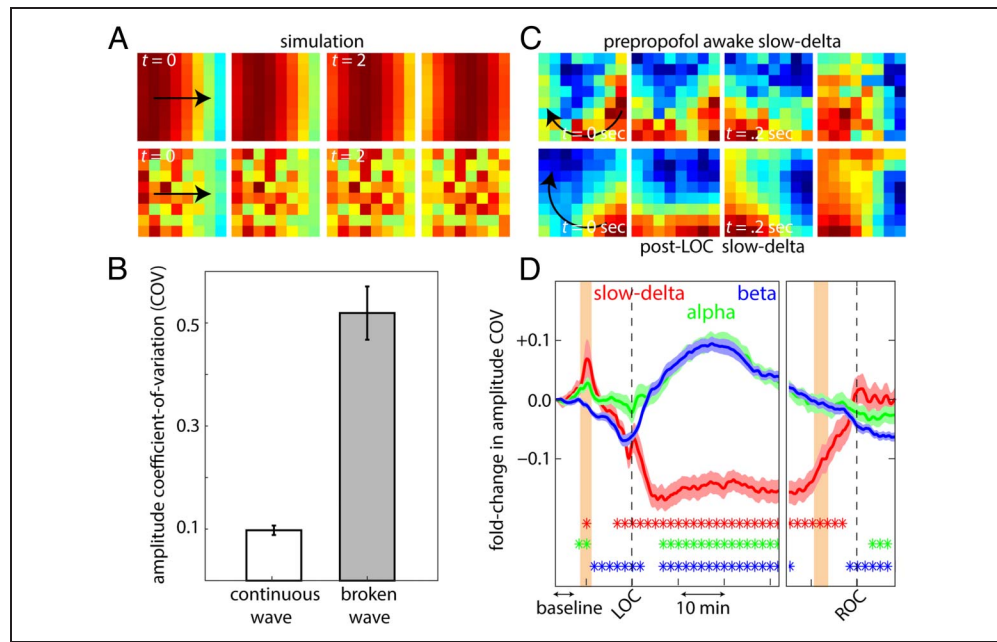 A
simulation
t = 0
t = 2
t = 0
t = 2
B
amplitude coefficient-of-variation (COV)
0.5
0.3
0.1
continuous
wave
broken
wave
C
prepropofol awake slow-delta
t = 0 sec
t = .2 sec
t = 0 sec
t = .2 sec
post-LOC slow-delta
D
slow-delta
beta
alpha
fold-change in amplitude COV
+0.1
0.0
−0.1
baseline
LOC
10 min
ROC